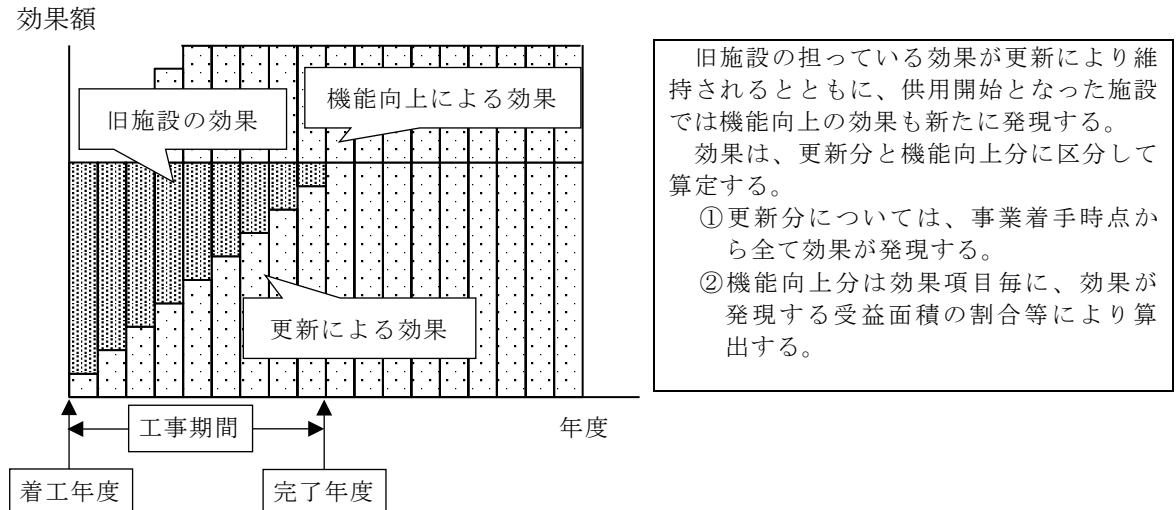 効果額
旧施設の効果
機能向上による効果
更新による効果
工事期間
年度
着工年度
完了年度
旧施設の担っている効果が更新により維
持されるとともに、供用開始となった施設
では機能向上の効果も新たに発現する。
効果は、更新分と機能向上分に区分して
算定する。
①更新分については、事業着手時点か
ら全て効果が発現する。
②機能向上分は効果項目毎に、効果が
発現する受益面積の割合等により算
出する。